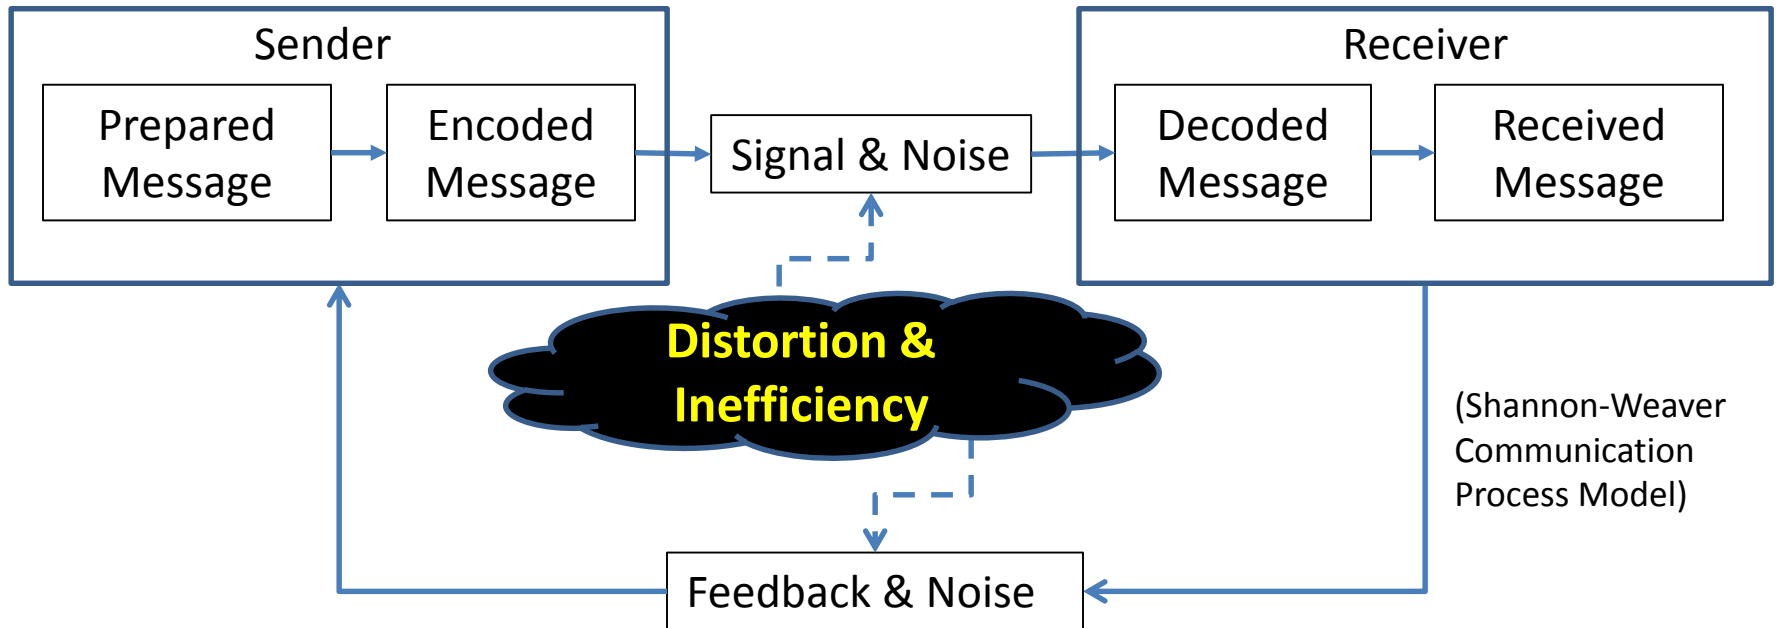 Sender
Prepared
Message
Encoded
Message
Signal & Noise
Receiver
Decoded
Message
Received
Message
Distortion &
Inefficiency
(Shannon-Weaver
Communication
Process Model)
Feedback & Noise